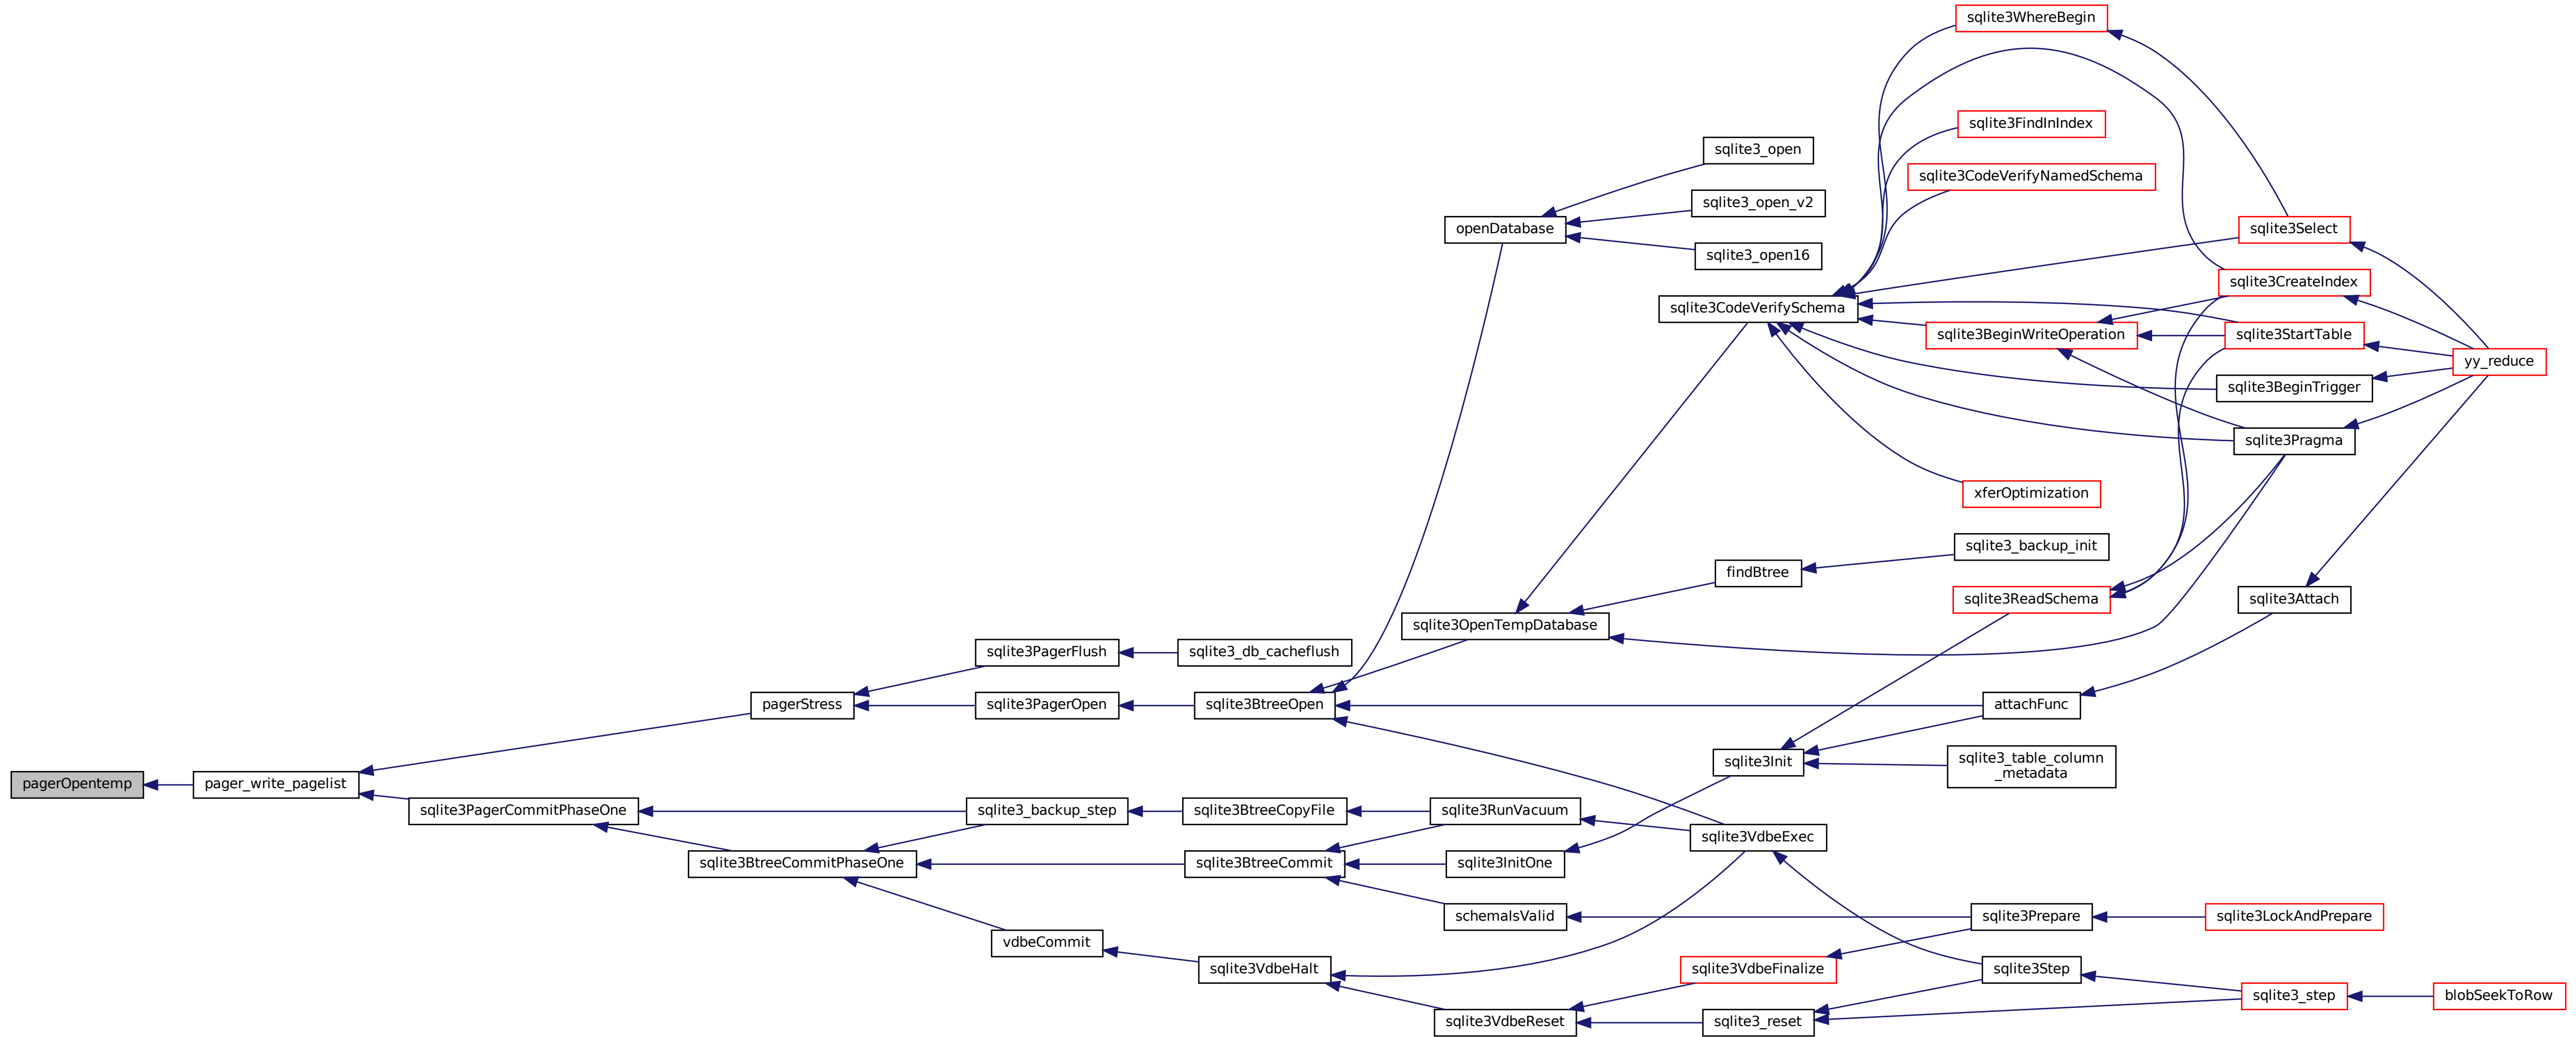 sqlite3WhereBegin
sqlite3FindInIndex
sqlite3_open
sqlite3CodeVerifyNamedSchema
sqlite3_open_v2
openDatabase
sqlite3Select
sqlite3_open16
sqlite3CreateIndex
sqlite3CodeVerifySchema
sqlite3BeginWriteOperation
sqlite3StartTable
yy_reduce
sqlite3BeginTrigger
sqlite3Pragma
xferOptimization
sqlite3_backup_init
findBtree
sqlite3ReadSchema
sqlite3Attach
sqlite3OpenTempDatabase
sqlite3PagerFlush
sqlite3_db_cacheflush
pagerStress
sqlite3PagerOpen
sqlite3BtreeOpen
attachFunc
sqlite3Init
sqlite3_table_column
_metadata
pagerOpentemp
pager_write_pagelist
sqlite3PagerCommitPhaseOne
sqlite3_backup_step
sqlite3BtreeCopyFile
sqlite3RunVacuum
sqlite3VdbeExec
sqlite3BtreeCommitPhaseOne
sqlite3BtreeCommit
sqlite3InitOne
schemaIsValid
sqlite3Prepare
sqlite3LockAndPrepare
vdbeCommit
sqlite3VdbeHalt
sqlite3VdbeFinalize
sqlite3Step
sqlite3_step
blobSeekToRow
sqlite3VdbeReset
sqlite3_reset